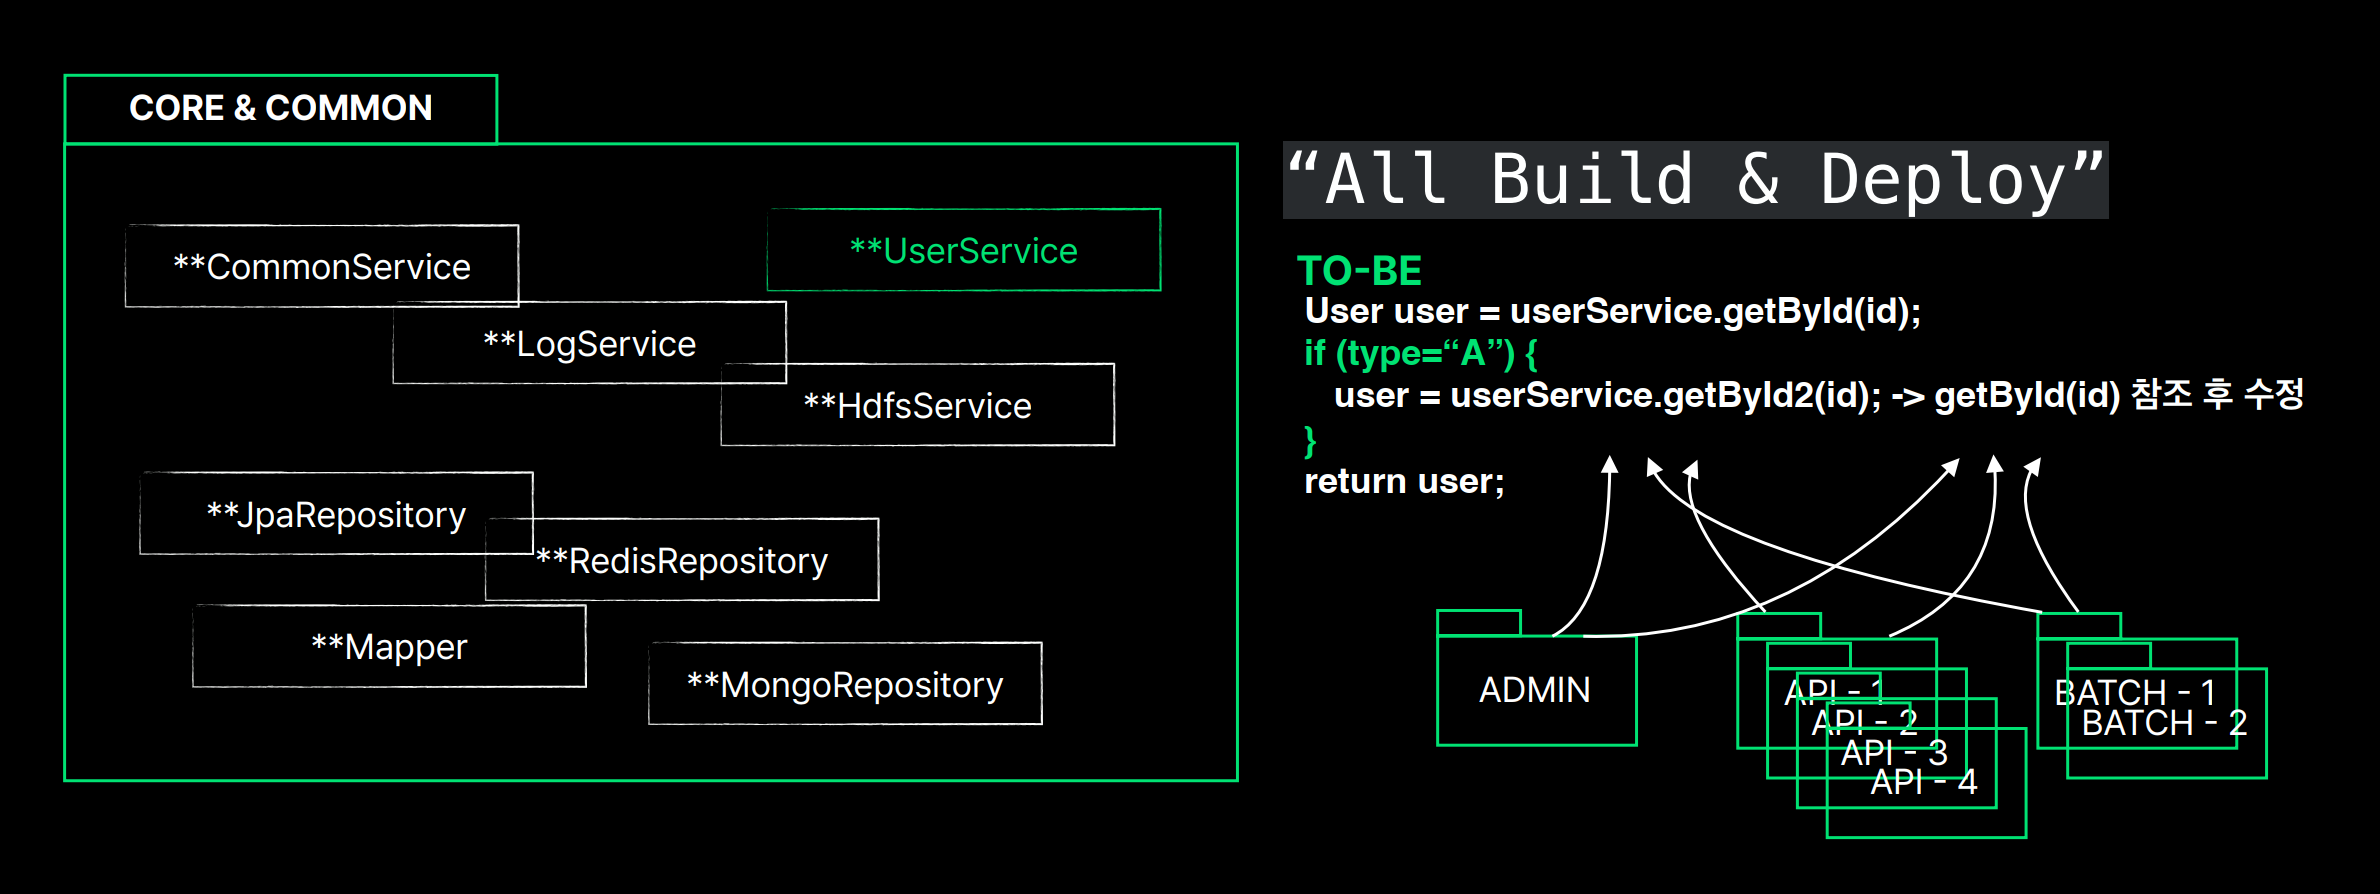 CORE & COMMON
**CommonService
**UserService
**LogService
**HdfsService
**JpaRepository
**RedisRepository
**Mapper
**MongoRepository
“All Build & Deploy”
TO-BE
User user = userService.getById(id);
if (type=“A”) {
user = userService.getById2(id); -> getById(id) 참조 후 수정
}
return user;
ADMIN
API - 1
API - 2
API - 3
API - 4
BATCH - 1
BATCH - 2